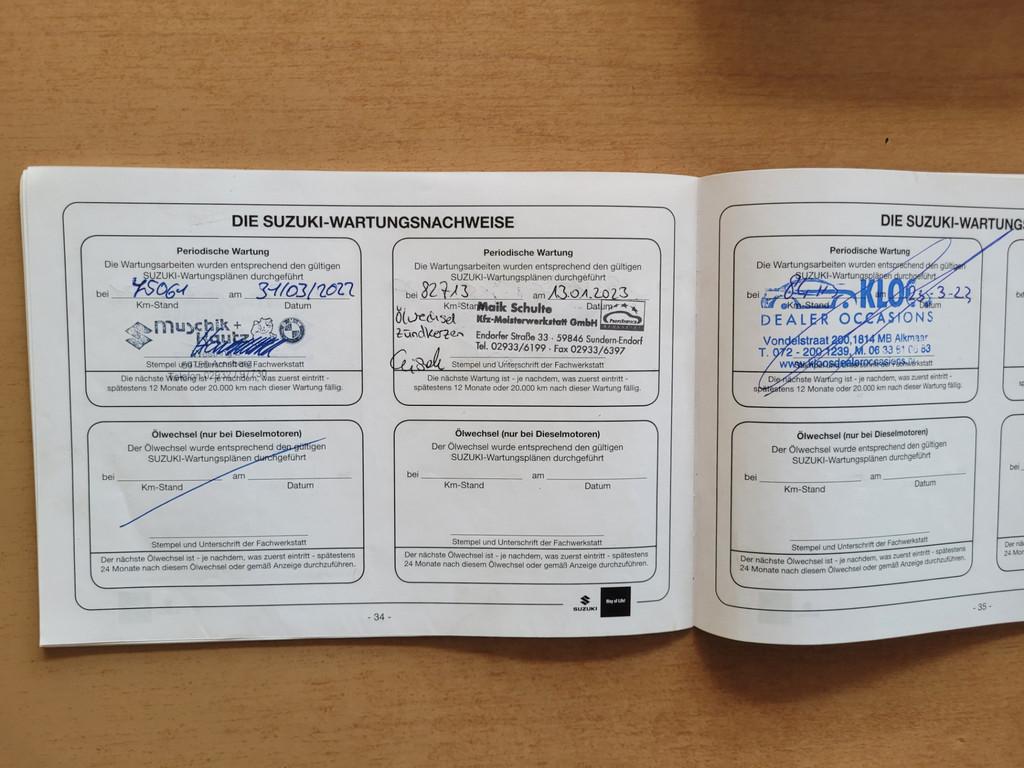 DIE SUZUKI-WARTUNGSNACHWEISE
Periodische Wartung
Die Wartungsarbeiten wurden entsprechend den gültigen
SUZUKI-Wartungsplänen durchgeführt
bei am 31/03/2022
Km-Stand Datum
Muschik +
Stempel und Unterschrift der Fachwerkstatt
Die nächste Wartung ist - je nachdem, was zuerst eintritt -
spätestens 12 Monate oder 20.000 km nach dieser Wartung fällig.
Periodische Wartung
Die Wartungsarbeiten wurden entsprechend den gültigen
SUZUKI-Wartungsplänen durchgeführt
bei 82713 am 13.01.2023
Km-Stand Datum
Ölwechsel
Zündkerzen
Maik Schulte
Kfz-Meisterwerkstatt GmbH
Endorfer Straße 33 · 59846 Sundern-Endorf
Tel. 02933/6199 · Fax 02933/6397
Stempel und Unterschrift der Fachwerkstatt
Die nächste Wartung ist - je nachdem, was zuerst eintritt -
spätestens 12 Monate oder 20.000 km nach dieser Wartung fällig.
Ölwechsel (nur bei Dieselmotoren)
Der Ölwechsel wurde entsprechend den gültigen
SUZUKI-Wartungsplänen durchgeführt
bei am
Km-Stand Datum
Stempel und Unterschrift der Fachwerkstatt
Der nächste Ölwechsel ist - je nachdem, was zuerst eintritt - spätestens
24 Monate nach diesem Ölwechsel oder gemäß Anzeige durchzuführen.
Ölwechsel (nur bei Dieselmotoren)
Der Ölwechsel wurde entsprechend den gültigen
SUZUKI-Wartungsplänen durchgeführt
bei am
Km-Stand Datum
Stempel und Unterschrift der Fachwerkstatt
Der nächste Ölwechsel ist - je nachdem, was zuerst eintritt - spätestens
24 Monate nach diesem Ölwechsel oder gemäß Anzeige durchzuführen.
SUZUKI Way of Life!
- 34 -
DIE SUZUKI-WARTUNGS
Periodische Wartung
Die Wartungsarbeiten wurden entsprechend den gültigen
SUZUKI-Wartungsplänen durchgeführt
bei am
Km-Stand Datum
KLOOS
DEALER OCCASIONS
Vondelstraat 200,1814 MB Alkmaar
T. 072 - 200 1239, M. 06 33
www.kloosdealeroccasions.nl
Die nächste Wartung ist - je nachdem, was zuerst eintritt -
spätestens 12 Monate oder 20.000 km nach dieser Wartung fällig.
Ölwechsel (nur bei Dieselmotoren)
Der Ölwechsel wurde entsprechend den gültigen
SUZUKI-Wartungsplänen durchgeführt
bei am
Km-Stand Datum
Stempel und Unterschrift der Fachwerkstatt
Der nächste Ölwechsel ist - je nachdem, was zuerst eintritt - spätestens
24 Monate nach diesem Ölwechsel oder gemäß Anzeige durchzuführen.
bei
- 35 -